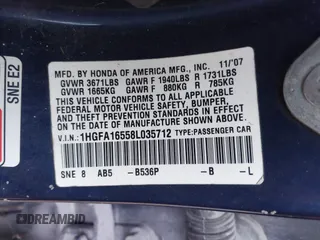 SNE E2
MFD. BY HONDA OF AMERICA MFG., INC. 11/'07
GVWR 3671LBS GAWR F 1940LBS R 1731LBS
GVWR 1665KG GAWR F 880KG R 785KG
THIS VEHICLE CONFORMS TO ALL APPLICABLE
FEDERAL MOTOR VEHICLE SAFETY, BUMPER,
AND THEFT PREVENTION STANDARDS IN EFFECT
ON THE DATE OF MANUFACTURE SHOWN ABOVE.
V.I.N.: 1HGFA16558L035712 TYPE:PASSENGER CAR
SNE 8 AB5 -B536P -B -L
DREAMBID